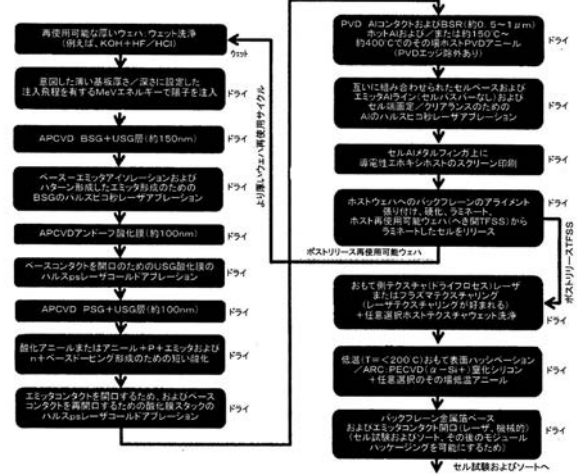 再使用可能な厚いウェハ:ウェット洗浄
(例えば、KOH+HF/HCl)
ウェット
意図した薄い基板厚さ/深さに設定した
注入飛程を有するMeVエネルギーで陽子を注入
ドライ
APCVD BSG+USG層(約150nm)
ドライ
ベースーエミッタアイソレーションおよび
パターン形成したエミッタ形成のための
BSGのパルスピコ秒レーザアブレーション
ドライ
APCVDアンドープ酸化膜(約100nm)
ドライ
ベースコンタクトを開口のためのUSG酸化膜の
パルスpsレーザコールドアブレーション
ドライ
APCVD PSG+USG層(約100nm)
ドライ
酸化アニールまたはアニール+P+エミッタおよび
n+ベースドーピング形成のための短い酸化
ドライ
エミッタコンタクトを開口するため、およびベース
コンタクトを再開口するための酸化膜スタックの
パルスpsレーザコールドアブレーション
ドライ
より厚いウェハ再使用サイクル
PVD AlコンタクトおよびBSR(約0.5~1μm)
ホットAlおよび/または約150℃~
約400℃でのその場ポストPVDアニール
(PVDエッジ除外あり)
ドライ
互いに組み合わせられたセルベースおよび
エミッタAlライン(セルバスバーなし)および
セル端画定/クリアランスのための
Alのパルスピコ秒レーザアブレーション
ドライ
セルAlメタルフィンガ上に
導電性エポキシポストのスクリーン印刷
ドライ
ホストウェハへのバックプレーンのアライメント
張り付け、硬化、ラミネート、
ホスト再使用可能ウェハ(へき開TFSS)から
ラミネートしたセルをリリース
ドライ
ポストリリース再使用可能ウェハ
ポストリリースTFSS
おもて側テクスチャ(ドライプロセス)レーザ
またはプラズマテクスチャリング
(レーザテクスチャリングが好まれる)
+任意選択ポストテクスチャウェット洗浄
ドライ
低温(T=<200℃)おもて表面パッシベーション
/ARC:PECVD(α-Si+)窒化シリコン
+任意選択のその場低温アニール
ドライ
バックプレーン金属箔ベース
およびエミッタコンタクト開口(レーザ、機械的)
(セル試験およびソート、その後のモジュール
パッケージングを可能にするため)
ドライ
セル試験およびソートへ